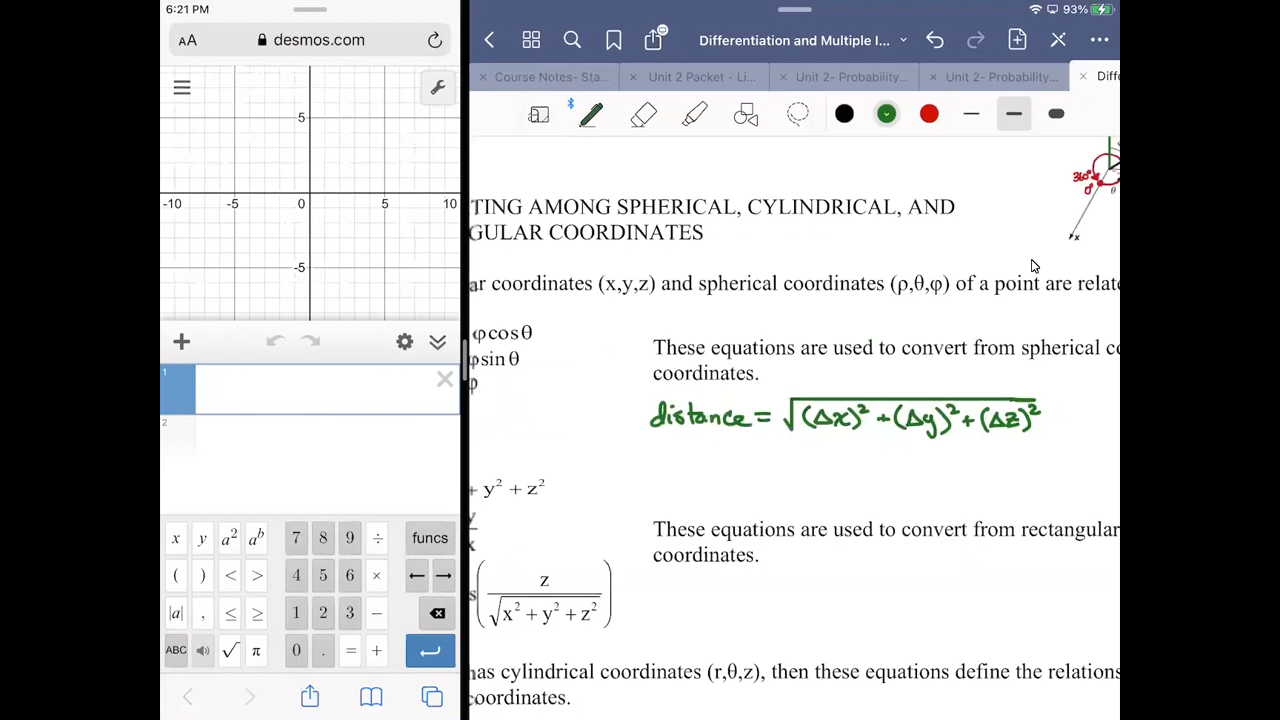 6:21 PM
AA desmos.com
5
-10 -5 0 5 10
-5
1
2
x y a² aᵇ 7 8 9 ÷ funcs
( ) < > 4 5 6 × ← →
|a| , ≤ ≥ 1 2 3 −
ABC √ π 0 . = +
93%
Differentiation and Multiple I...
Course Notes- Sta... Unit 2 Packet - Li... Unit 2- Probability... Unit 2- Probability... Diffe
360°
0°
θ
x
TING AMONG SPHERICAL, CYLINDRICAL, AND
GULAR COORDINATES
ar coordinates (x,y,z) and spherical coordinates (ρ,θ,φ) of a point are relate
φcosθ
φsinθ
φ
These equations are used to convert from spherical co
coordinates.
distance = √(Δx)² + (Δy)² + (Δz)²
+ y² + z²
y
x
These equations are used to convert from rectangular
coordinates.
s( z / √x² + y² + z² )
has cylindrical coordinates (r,θ,z), then these equations define the relations
coordinates.